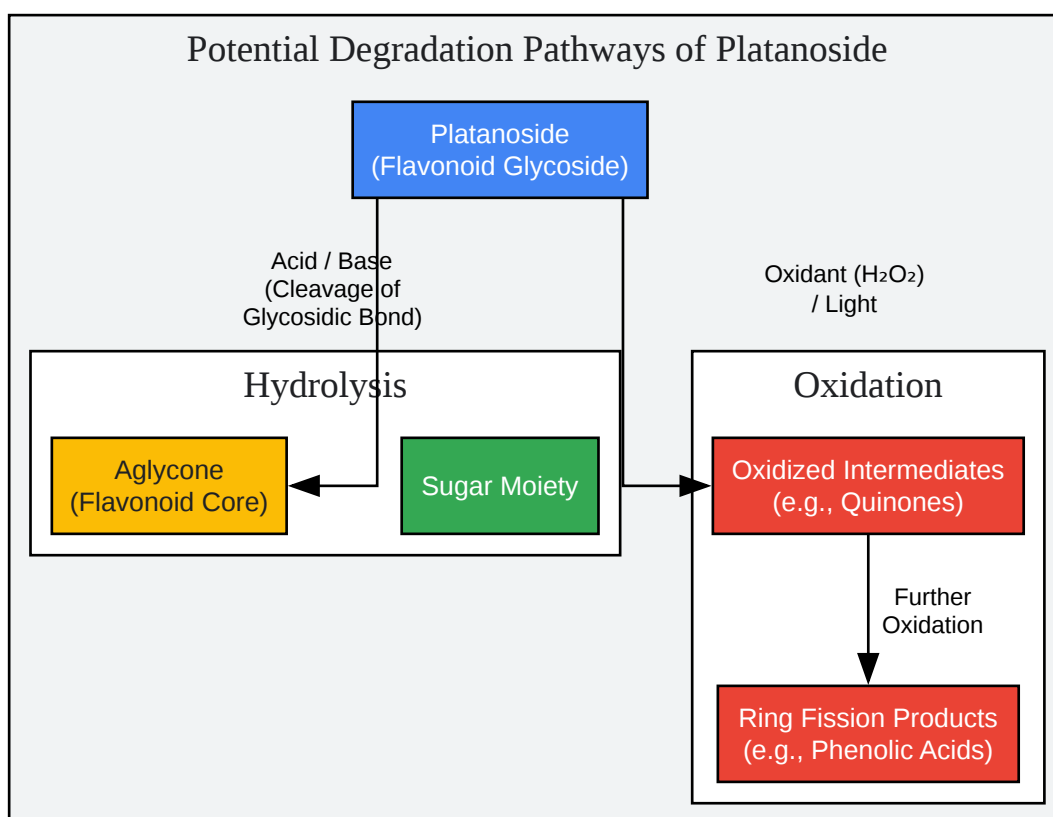 Potential Degradation Pathways of Platanoside
Platanoside
(Flavonoid Glycoside)
Acid / Base
(Cleavage of
Glycosidic Bond)
Oxidant (H₂O₂)
/ Light
Hydrolysis
Aglycone
(Flavonoid Core)
Sugar Moiety
Oxidation
Oxidized Intermediates
(e.g., Quinones)
Further
Oxidation
Ring Fission Products
(e.g., Phenolic Acids)